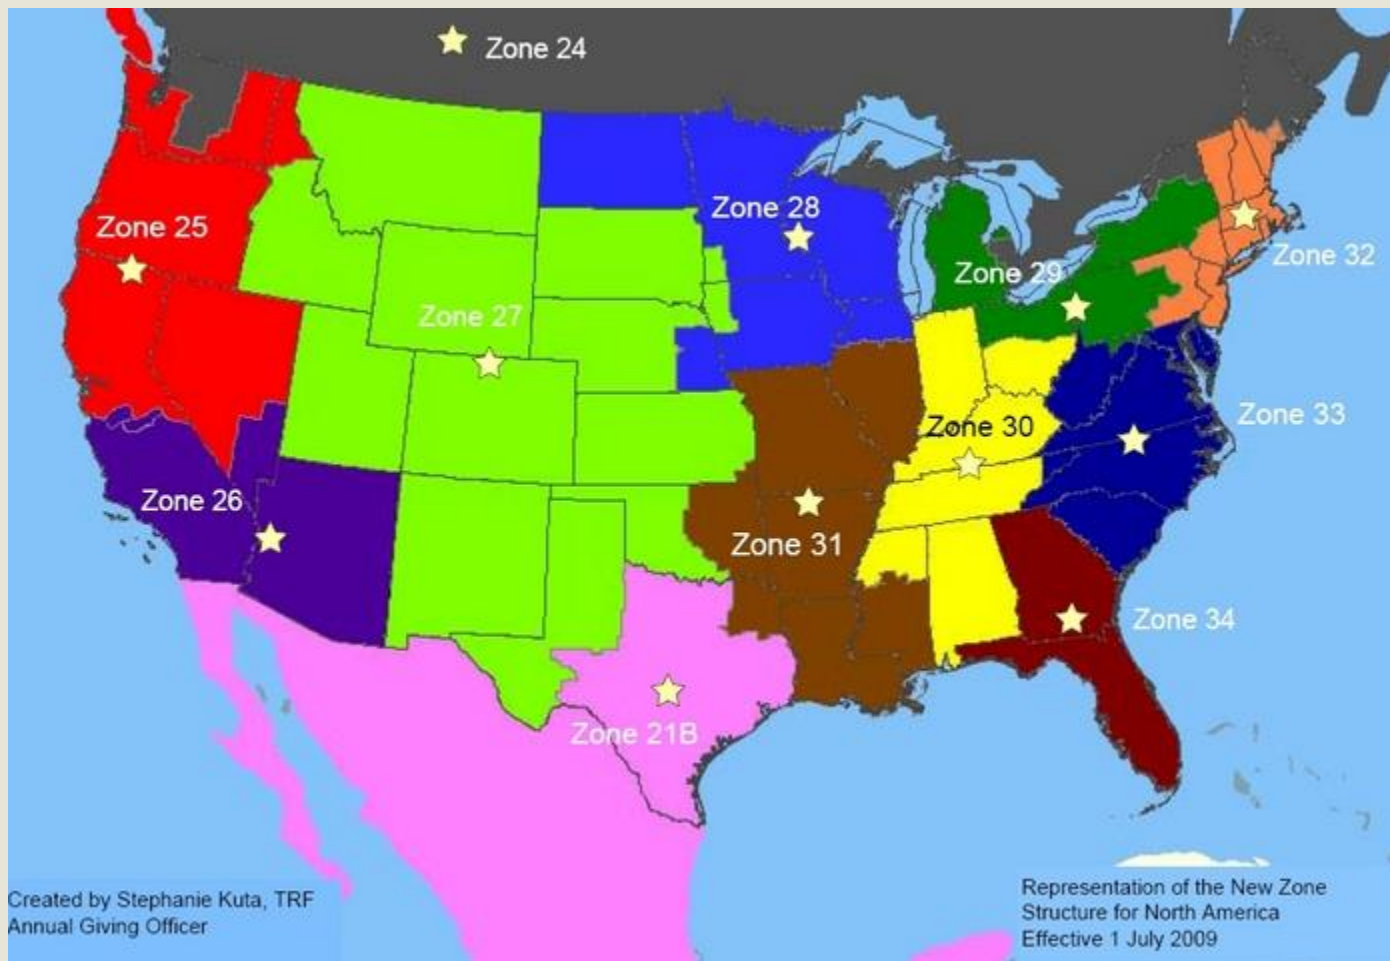 Zone 24
Zone 28
Zone 25
Zone 32
Zone 29
Zone 27
Zone 33
Zone 30
Zone 26
Zone 31
Zone 34
Zone 21B
Created by Stephanie Kuta, TRF
Annual Giving Officer
Representation of the New Zone
Structure for North America
Effective 1 July 2009